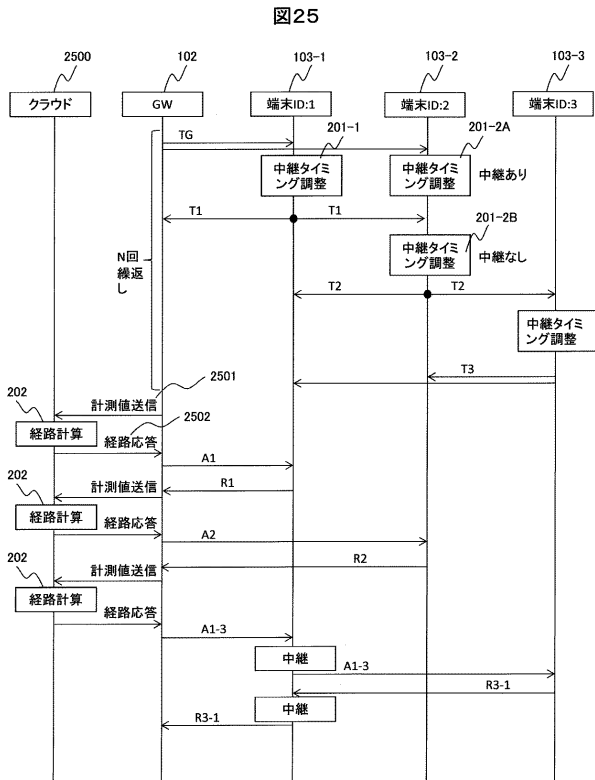 図25
2500
102
103-1
103-2
103-3
クラウド
GW
端末ID:1
端末ID:2
端末ID:3
TG
201-1
201-2A
中継タイミ
ング調整
中継タイミ
ング調整
中継あり
T1
T1
201-2B
中継タイミ
ング調整
中継なし
N回
繰返
し
T2
T2
中継タイミ
ング調整
T3
2501
計測値送信
202
2502
経路計算
経路応答
A1
202
計測値送信
R1
経路計算
経路応答
A2
202
R2
計測値送信
経路計算
経路応答
A1-3
中継
A1-3
R3-1
中継
R3-1